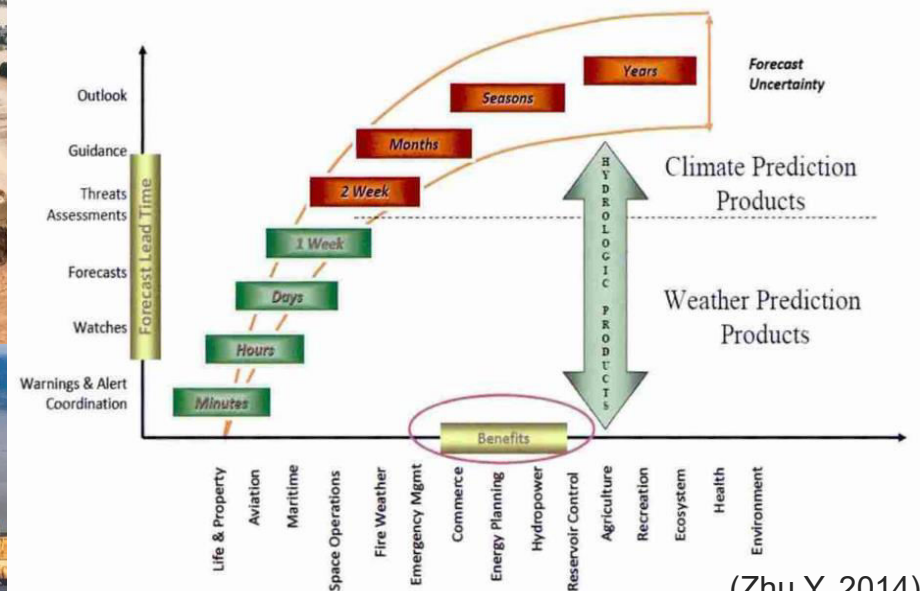 Years
Forecast
Uncertainty
Outlook
Seasons
Guidance
Months
Climate Prediction
Products
Threats
Assessments
2 Week
1 Week
Forecasts
Days
Weather Prediction
Products
Watches
Hours
Warnings & Alert
Coordination
Minutes
Forecast Lead Time
HYDROLOGIC PRODUCTS
Benefits
Life & Property
Aviation
Maritime
Space Operations
Fire Weather
Emergency Mgmt
Commerce
Energy Planning
Hydropower
Reservoir Control
Agriculture
Recreation
Ecosystem
Health
Environment
(Zhu Y. 2014)